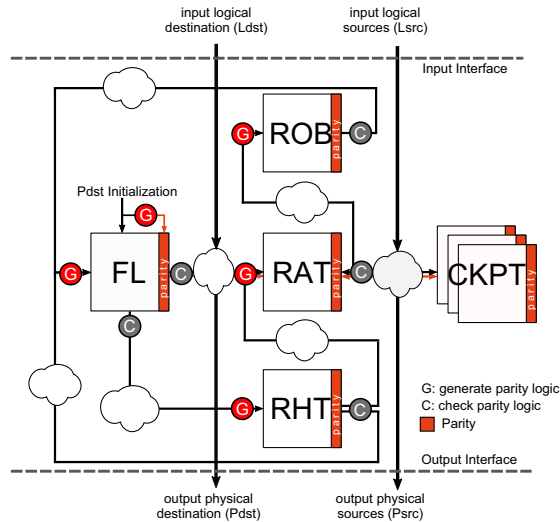 input logical
destination (Ldst)
input logical
sources (Lsrc)
Input Interface
ROB
parity
G
C
Pdst Initialization
G
G
FL
parity
C
G
RAT
parity
C
CKPT
C
G
RHT
parity
C
G: generate parity logic
C: check parity logic
Parity
Output Interface
output physical
destination (Pdst)
output physical
sources (Psrc)